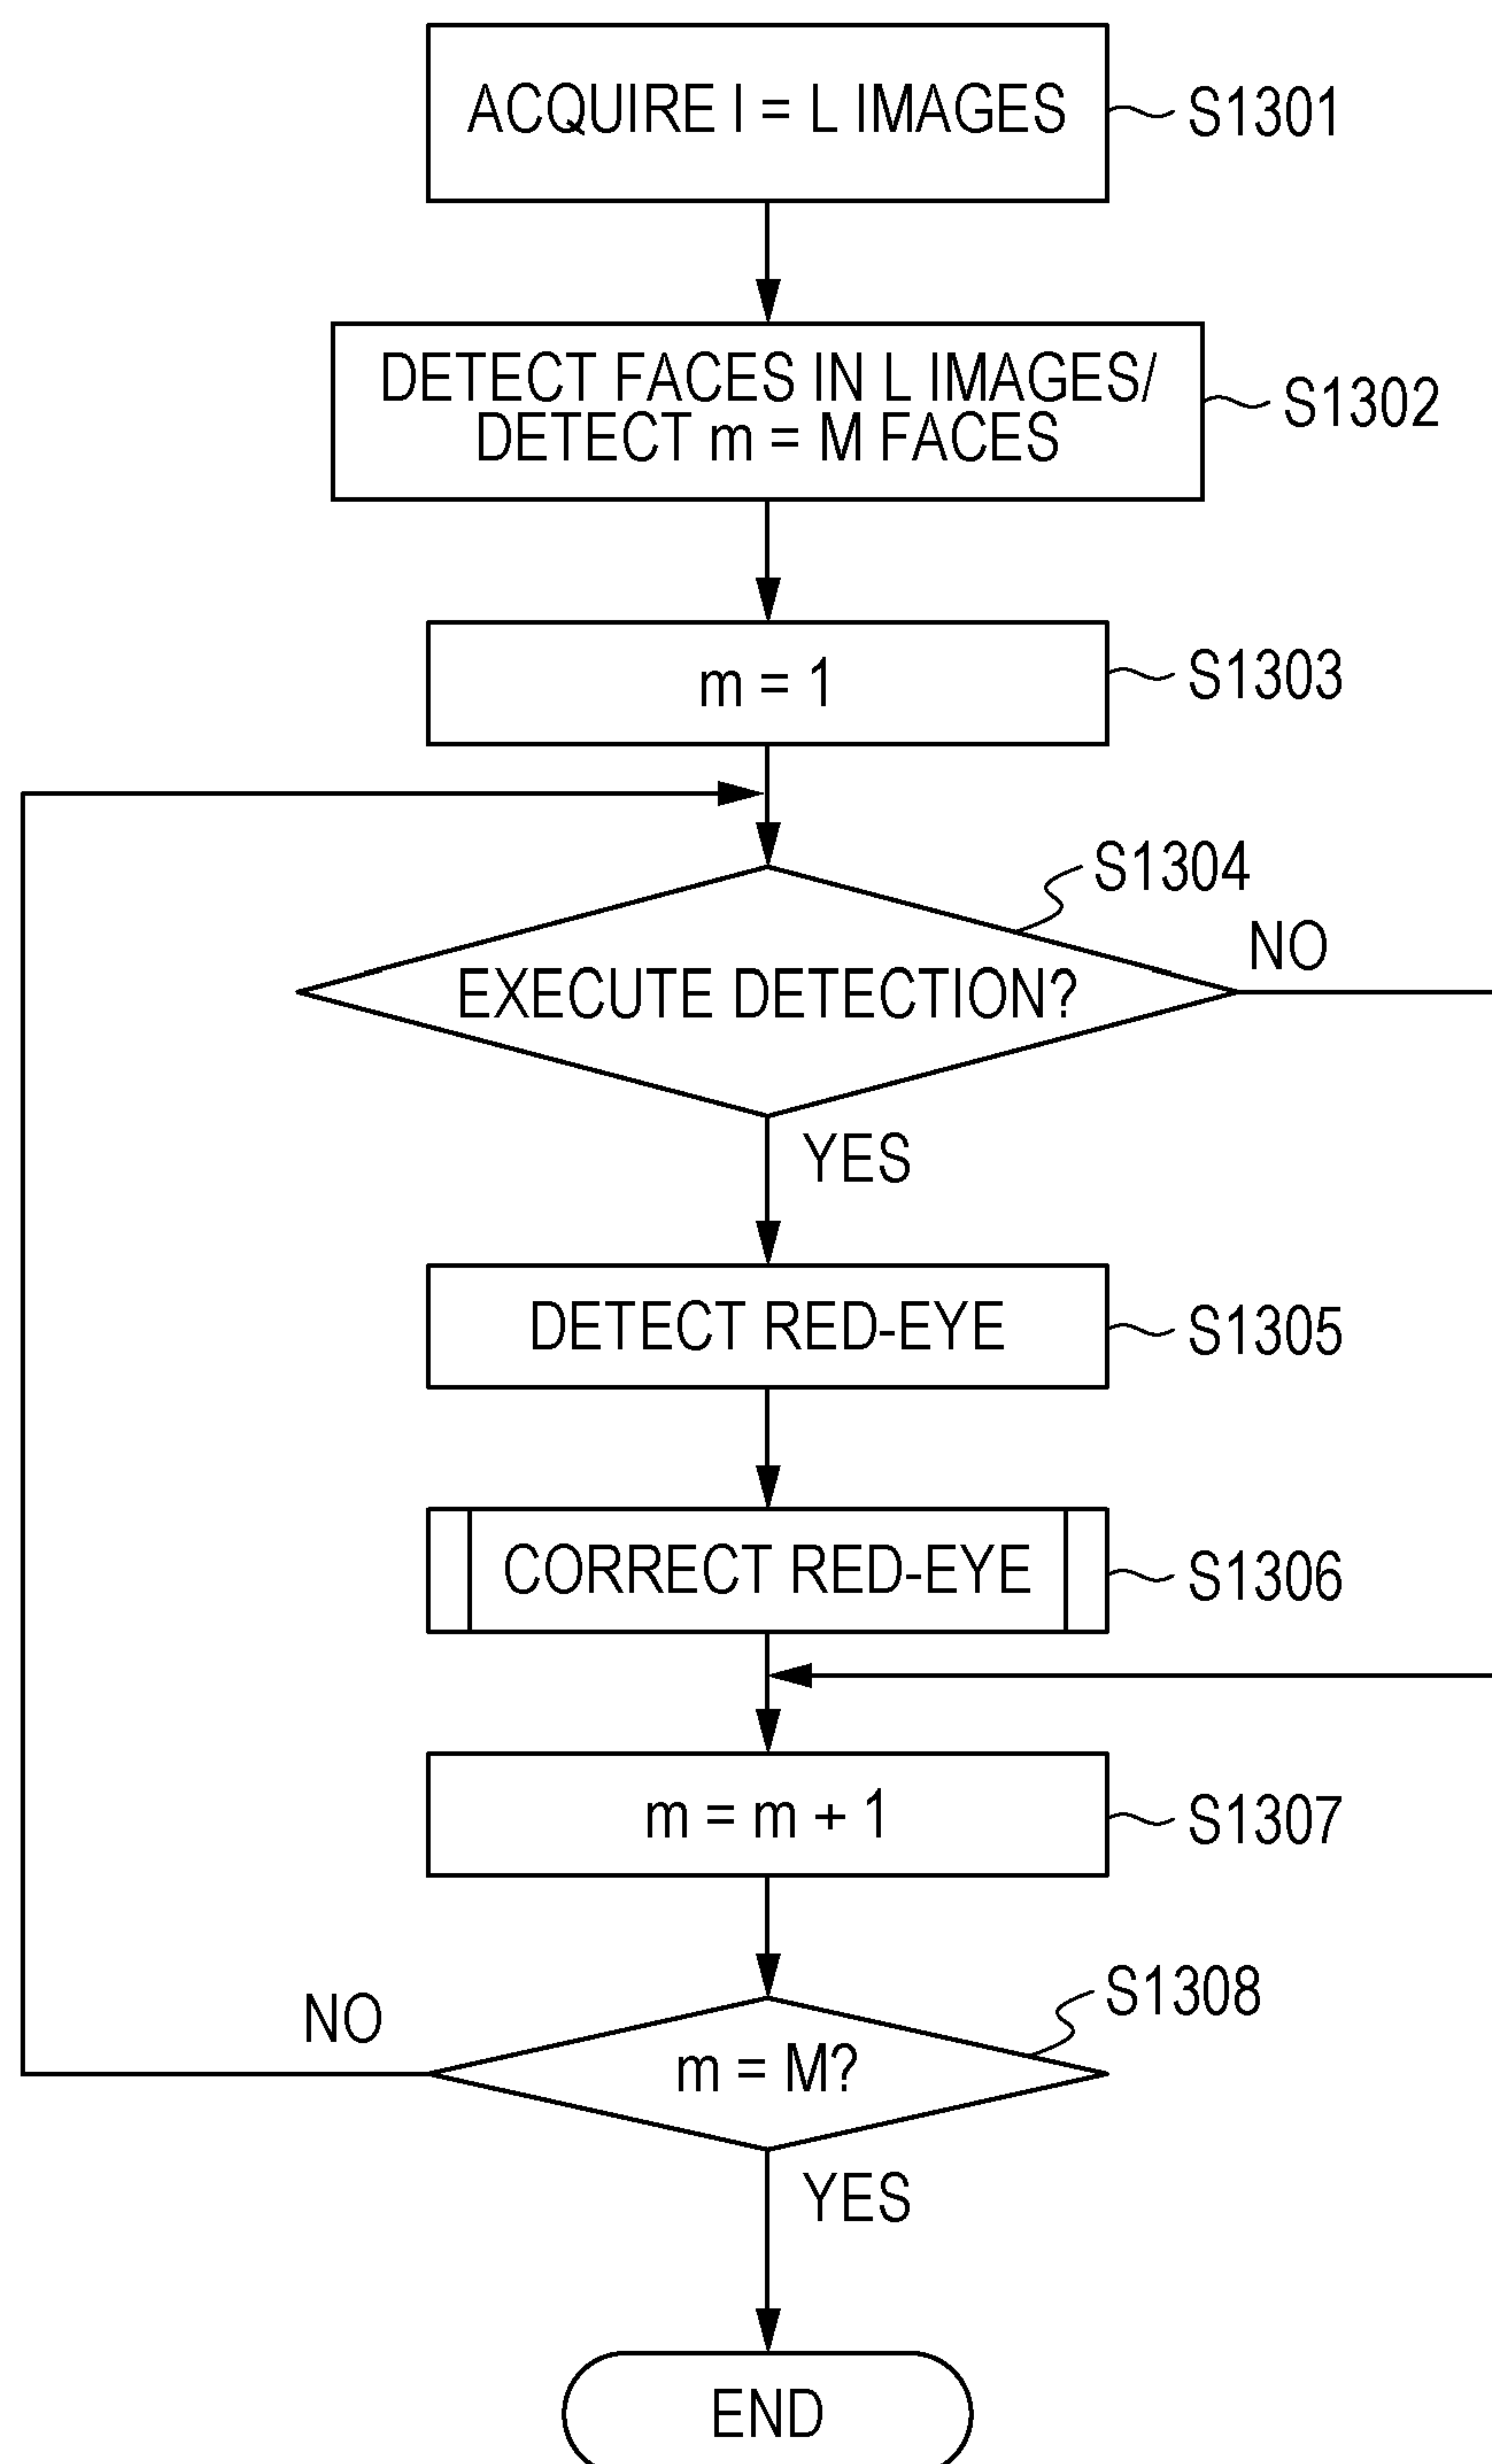 ACQUIRE I = L IMAGES
S1301
DETECT FACES IN L IMAGES/
DETECT m = M FACES
S1302
m = 1
S1303
S1304
NO
EXECUTE DETECTION?
YES
DETECT RED-EYE
S1305
CORRECT RED-EYE
S1306
m = m + 1
S1307
S1308
NO
m = M?
YES
END